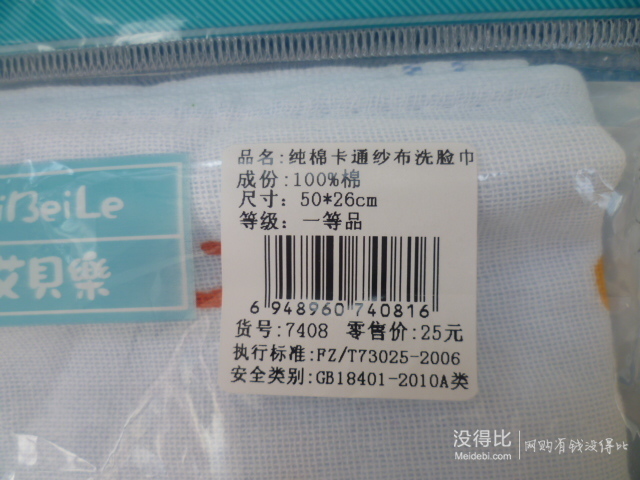 iBeiLe
艾貝樂
品名:纯棉卡通纱布洗脸巾
成份:100%棉
尺寸: 50*26cm
等级: 一等品
6 948960 740816
货号:7408 零售价:25元
执行标准:FZ/T73025-2006
安全类别:GB18401-2010A类
没得比
Meidebi.com
网购有钱没得比